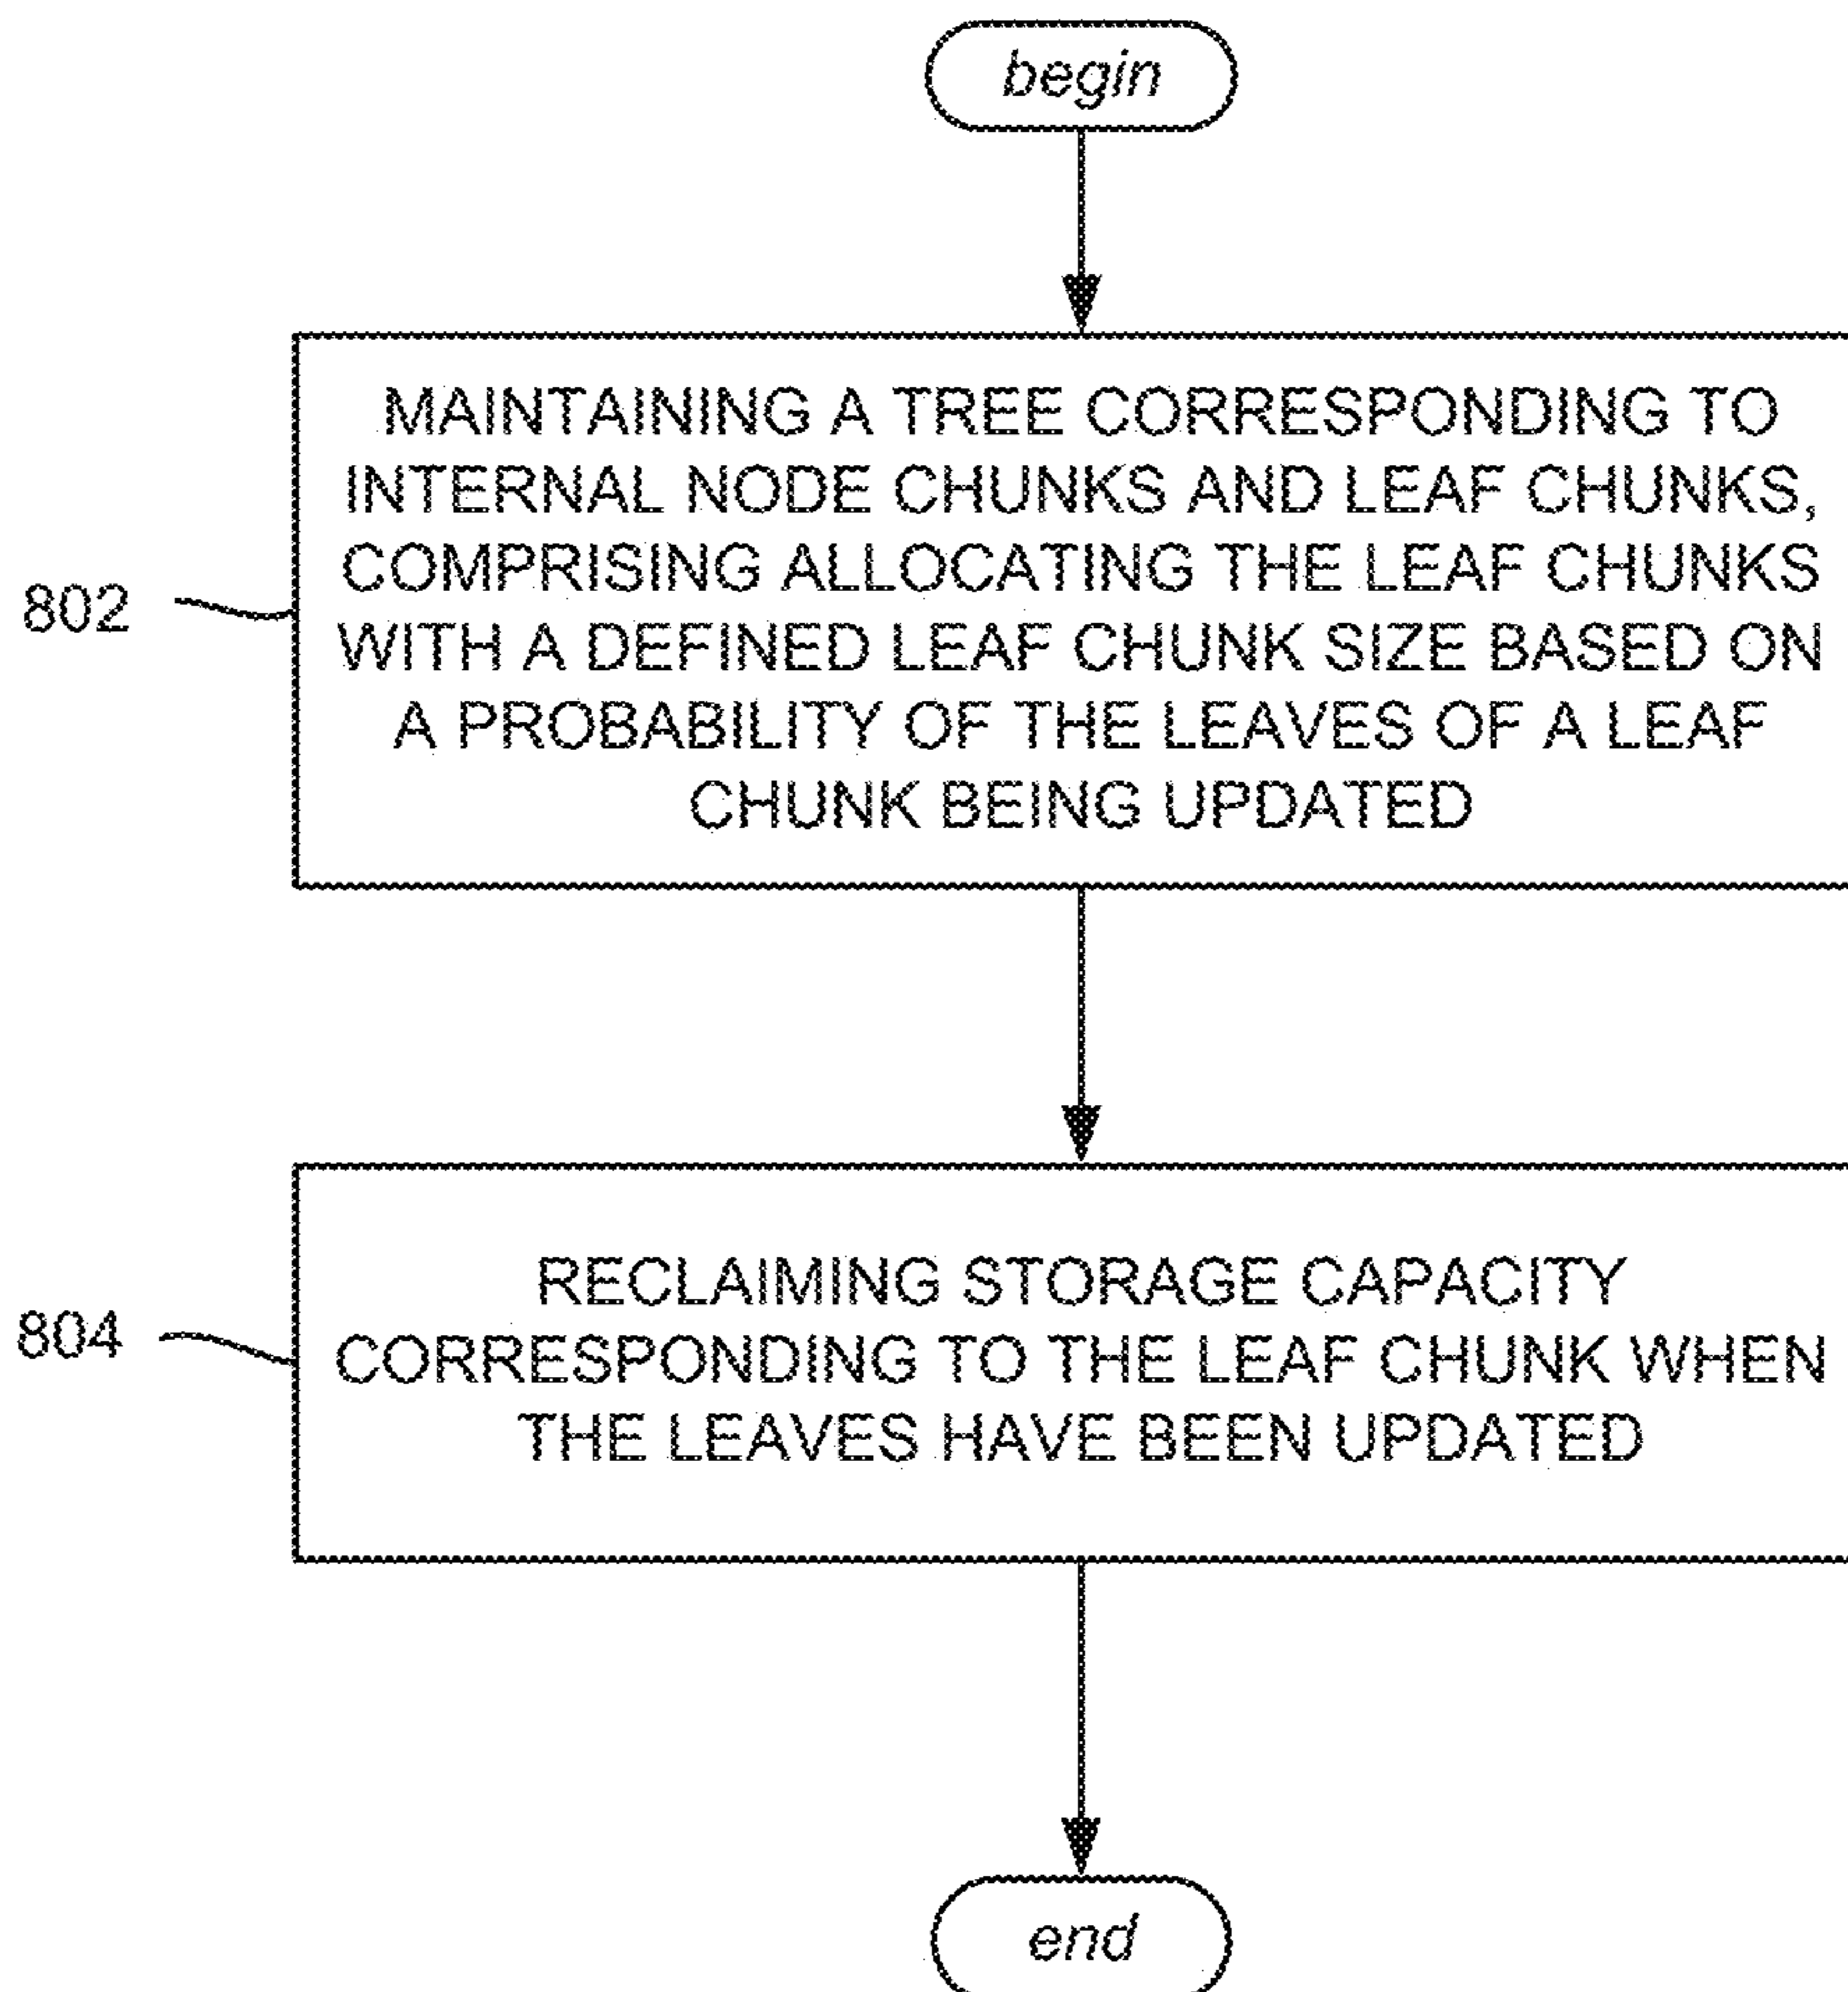 begin
MAINTAINING A TREE CORRESPONDING TO
INTERNAL NODE CHUNKS AND LEAF CHUNKS,
COMPRISING ALLOCATING THE LEAF CHUNKS
802
WITH A DEFINED LEAF CHUNK SIZE BASED ON
A PROBABILITY OF THE LEAVES OF A LEAF
CHUNK BEING UPDATED
RECLAIMING STORAGE CAPACITY
804
CORRESPONDING TO THE LEAF CHUNK WHEN
THE LEAVES HAVE BEEN UPDATED
end